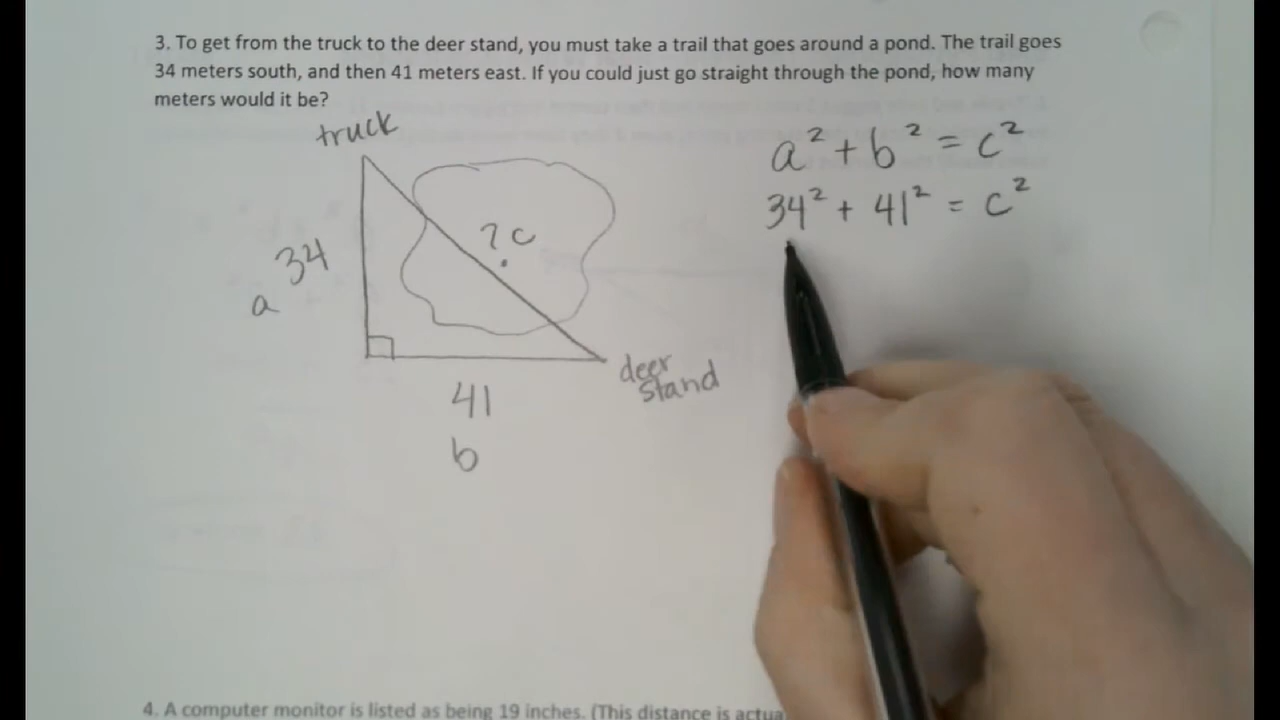 3. To get from the truck to the deer stand, you must take a trail that goes around a pond. The trail goes
34 meters south, and then 41 meters east. If you could just go straight through the pond, how many
meters would it be?
truck
a² + b² = c²
34² + 41² = c²
? c
34
a
deer
stand
41
b
4. A computer monitor is listed as being 19 inches. (This distance is